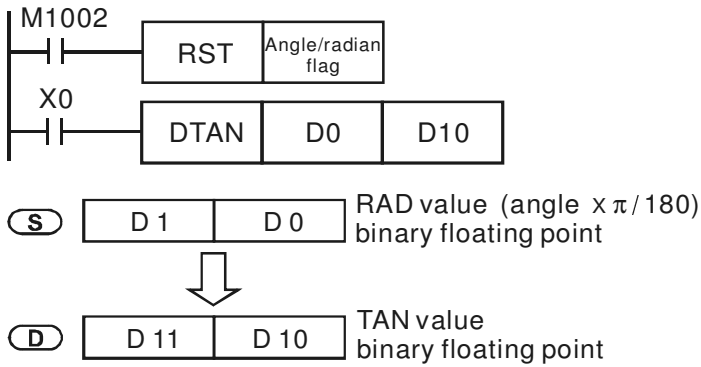 M1002
RST Angle/radian
flag
X0
DTAN D0 D10
S D 1 D 0 RAD value (angle x π / 180)
binary floating point
D D 11 D 10 TAN value
binary floating point